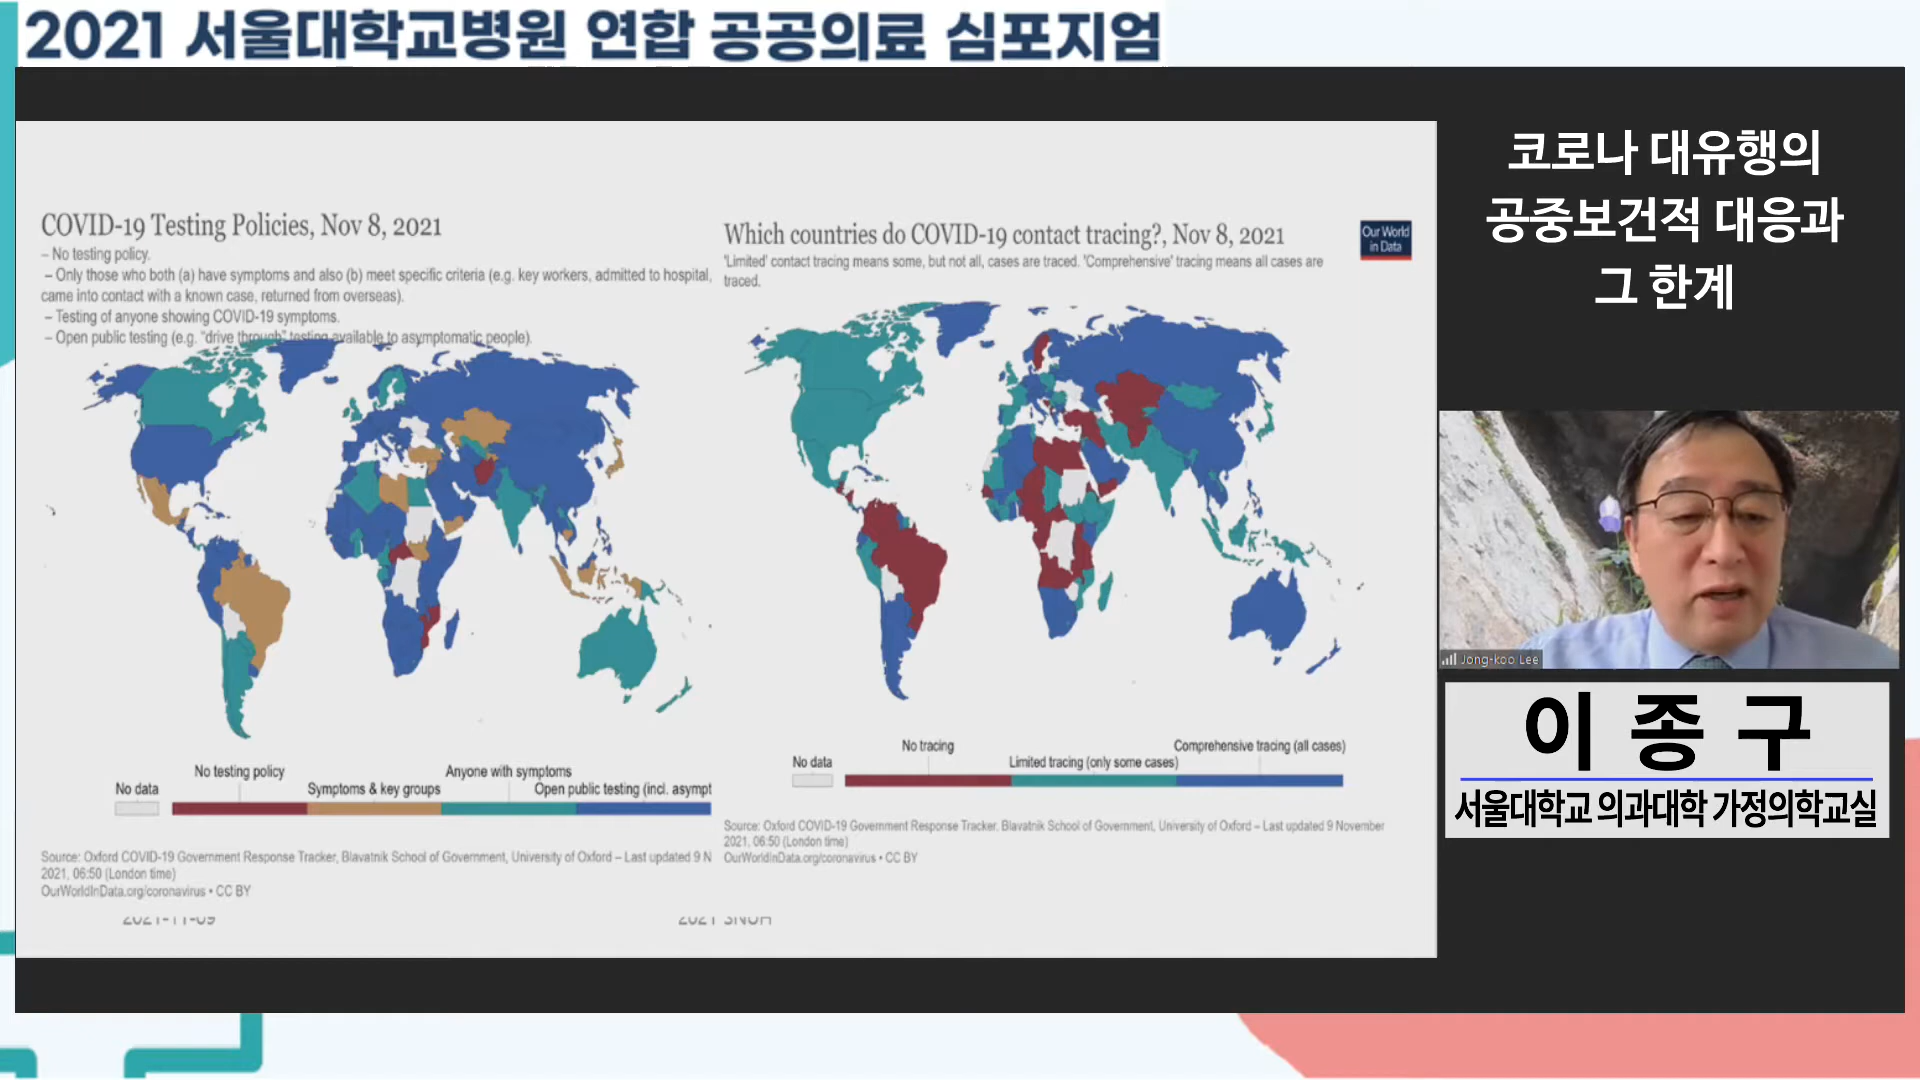 2021 서울대학교병원 연합 공공의료 심포지엄
COVID-19 Testing Policies, Nov 8, 2021
– No testing policy.
– Only those who both (a) have symptoms and also (b) meet specific criteria (e.g. key workers, admitted to hospital,
came into contact with a known case, returned from overseas).
– Testing of anyone showing COVID-19 symptoms.
– Open public testing (e.g. "drive through" testing available to asymptomatic people).
No testing policy
Anyone with symptoms
No data
Symptoms & key groups
Open public testing (incl. asympt
Source: Oxford COVID-19 Government Response Tracker, Blavatnik School of Government, University of Oxford – Last updated 9 N
2021, 06:50 (London time)
OurWorldInData.org/coronavirus • CC BY
Which countries do COVID-19 contact tracing?, Nov 8, 2021
'Limited' contact tracing means some, but not all, cases are traced. 'Comprehensive' tracing means all cases are
traced.
Our World
in Data
No tracing
Comprehensive tracing (all cases)
No data
Limited tracing (only some cases)
Source: Oxford COVID-19 Government Response Tracker, Blavatnik School of Government, University of Oxford – Last updated 9 November
2021, 06:50 (London time)
OurWorldInData.org/coronavirus • CC BY
2021-11-09
2021 SNUH
코로나 대유행의
공중보건적 대응과
그 한계
Jong-koo Lee
이 종 구
서울대학교 의과대학 가정의학교실